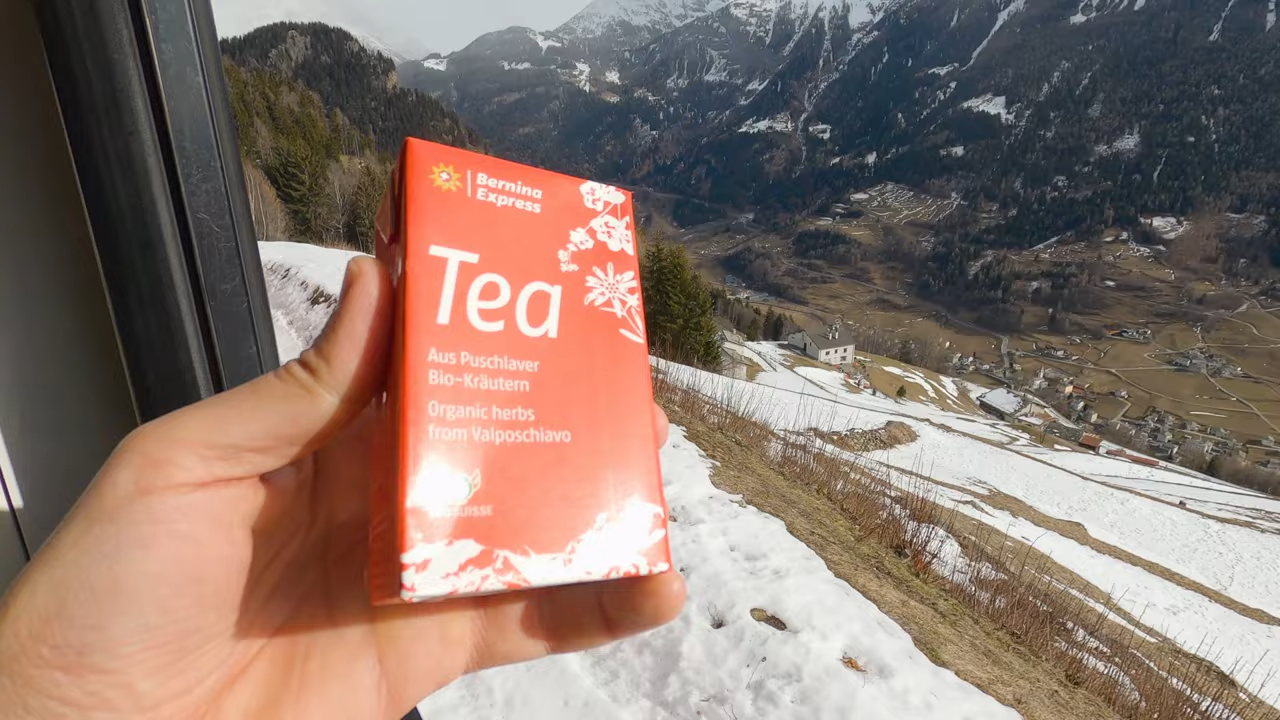 Bernina
Express
Tea
Aus Puschlaver
Bio-Kräutern
Organic herbs
from Valposchiavo